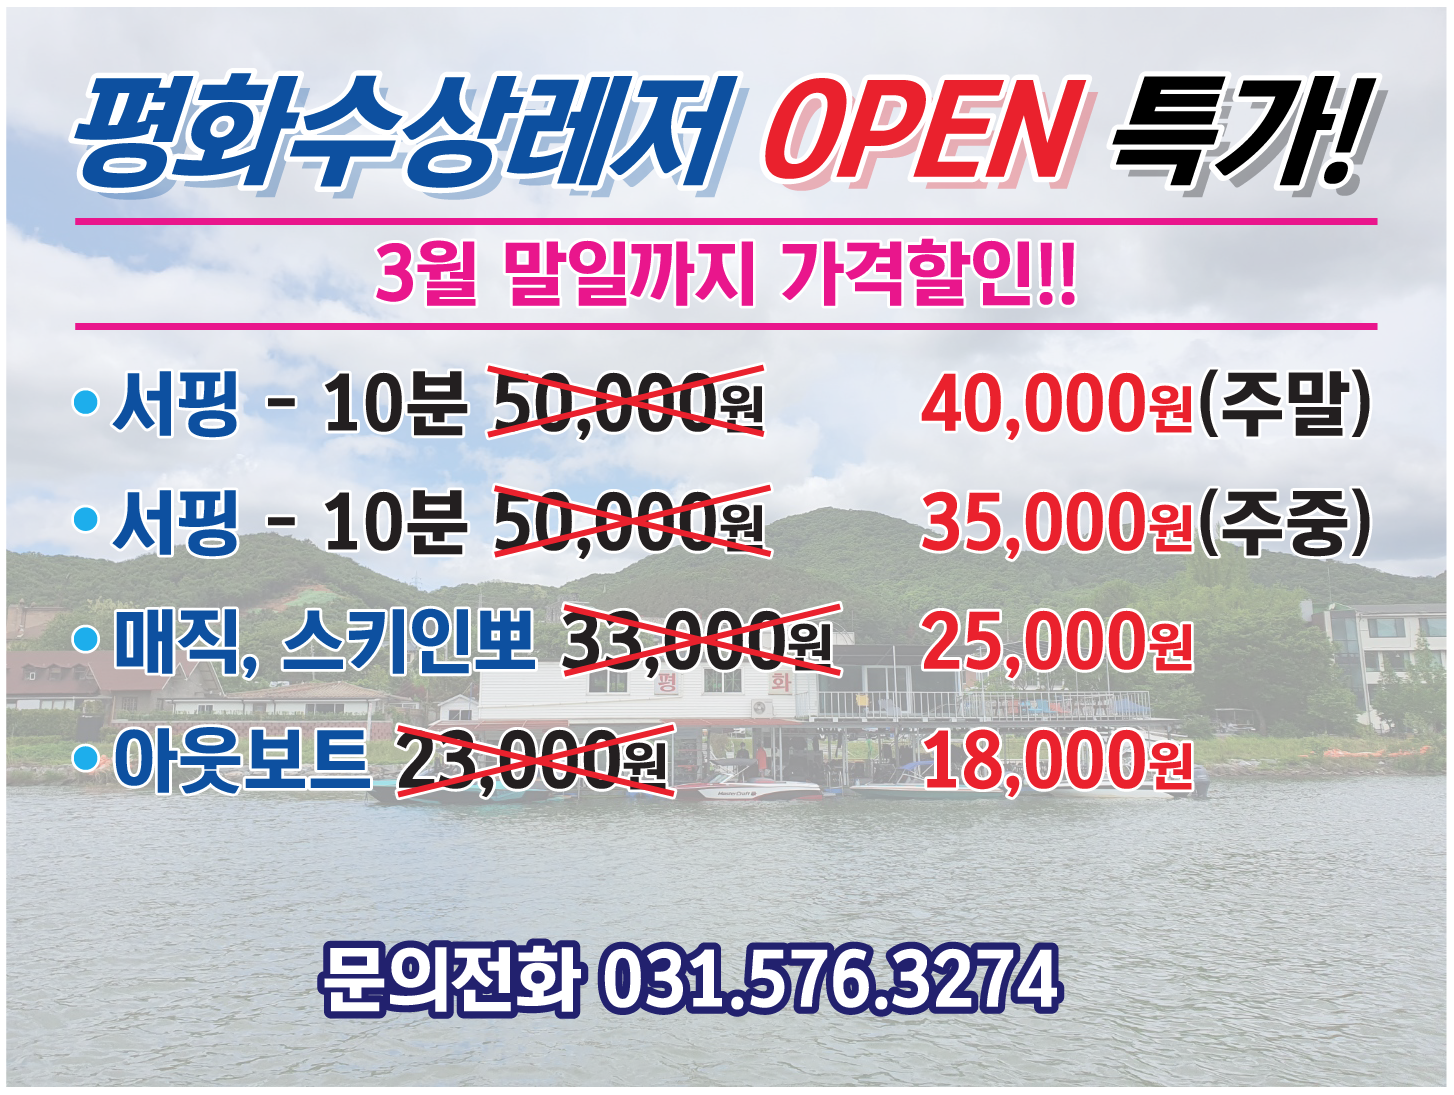 평화수상레저 OPEN 특가!
3월 말일까지 가격할인!!
• 서핑 - 10분 50,000원 40,000원(주말)
• 서핑 - 10분 50,000원 35,000원(주중)
• 매직, 스키인뽀 33,000원 25,000원
평 화
• 아웃보트 23,000원 18,000원
MasterCraft
문의전화 031.576.3274